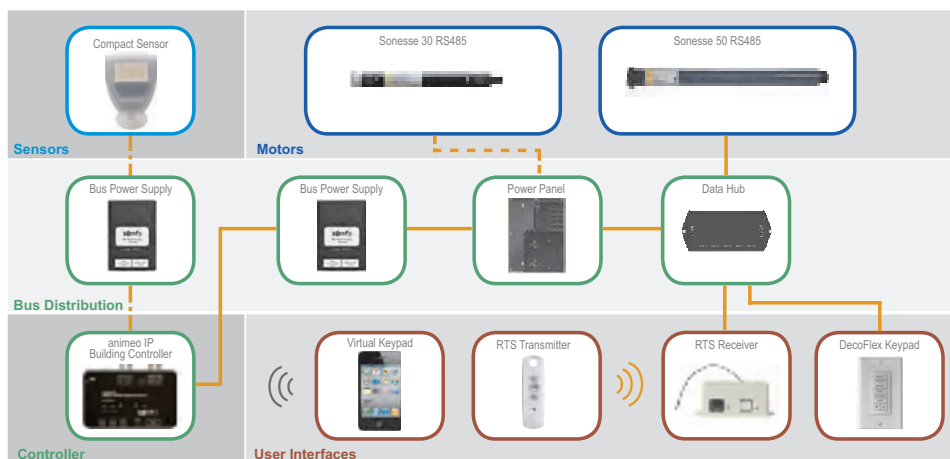 Compact Sensor
Sonesse 30 RS485
Sonesse 50 RS485
Sensors
Motors
Bus Power Supply
Bus Power Supply
Power Panel
Data Hub
somfy
somfy
Bus Distribution
animeo IP
Building Controller
Virtual Keypad
RTS Transmitter
RTS Receiver
DecoFlex Keypad
Controller
User Interfaces